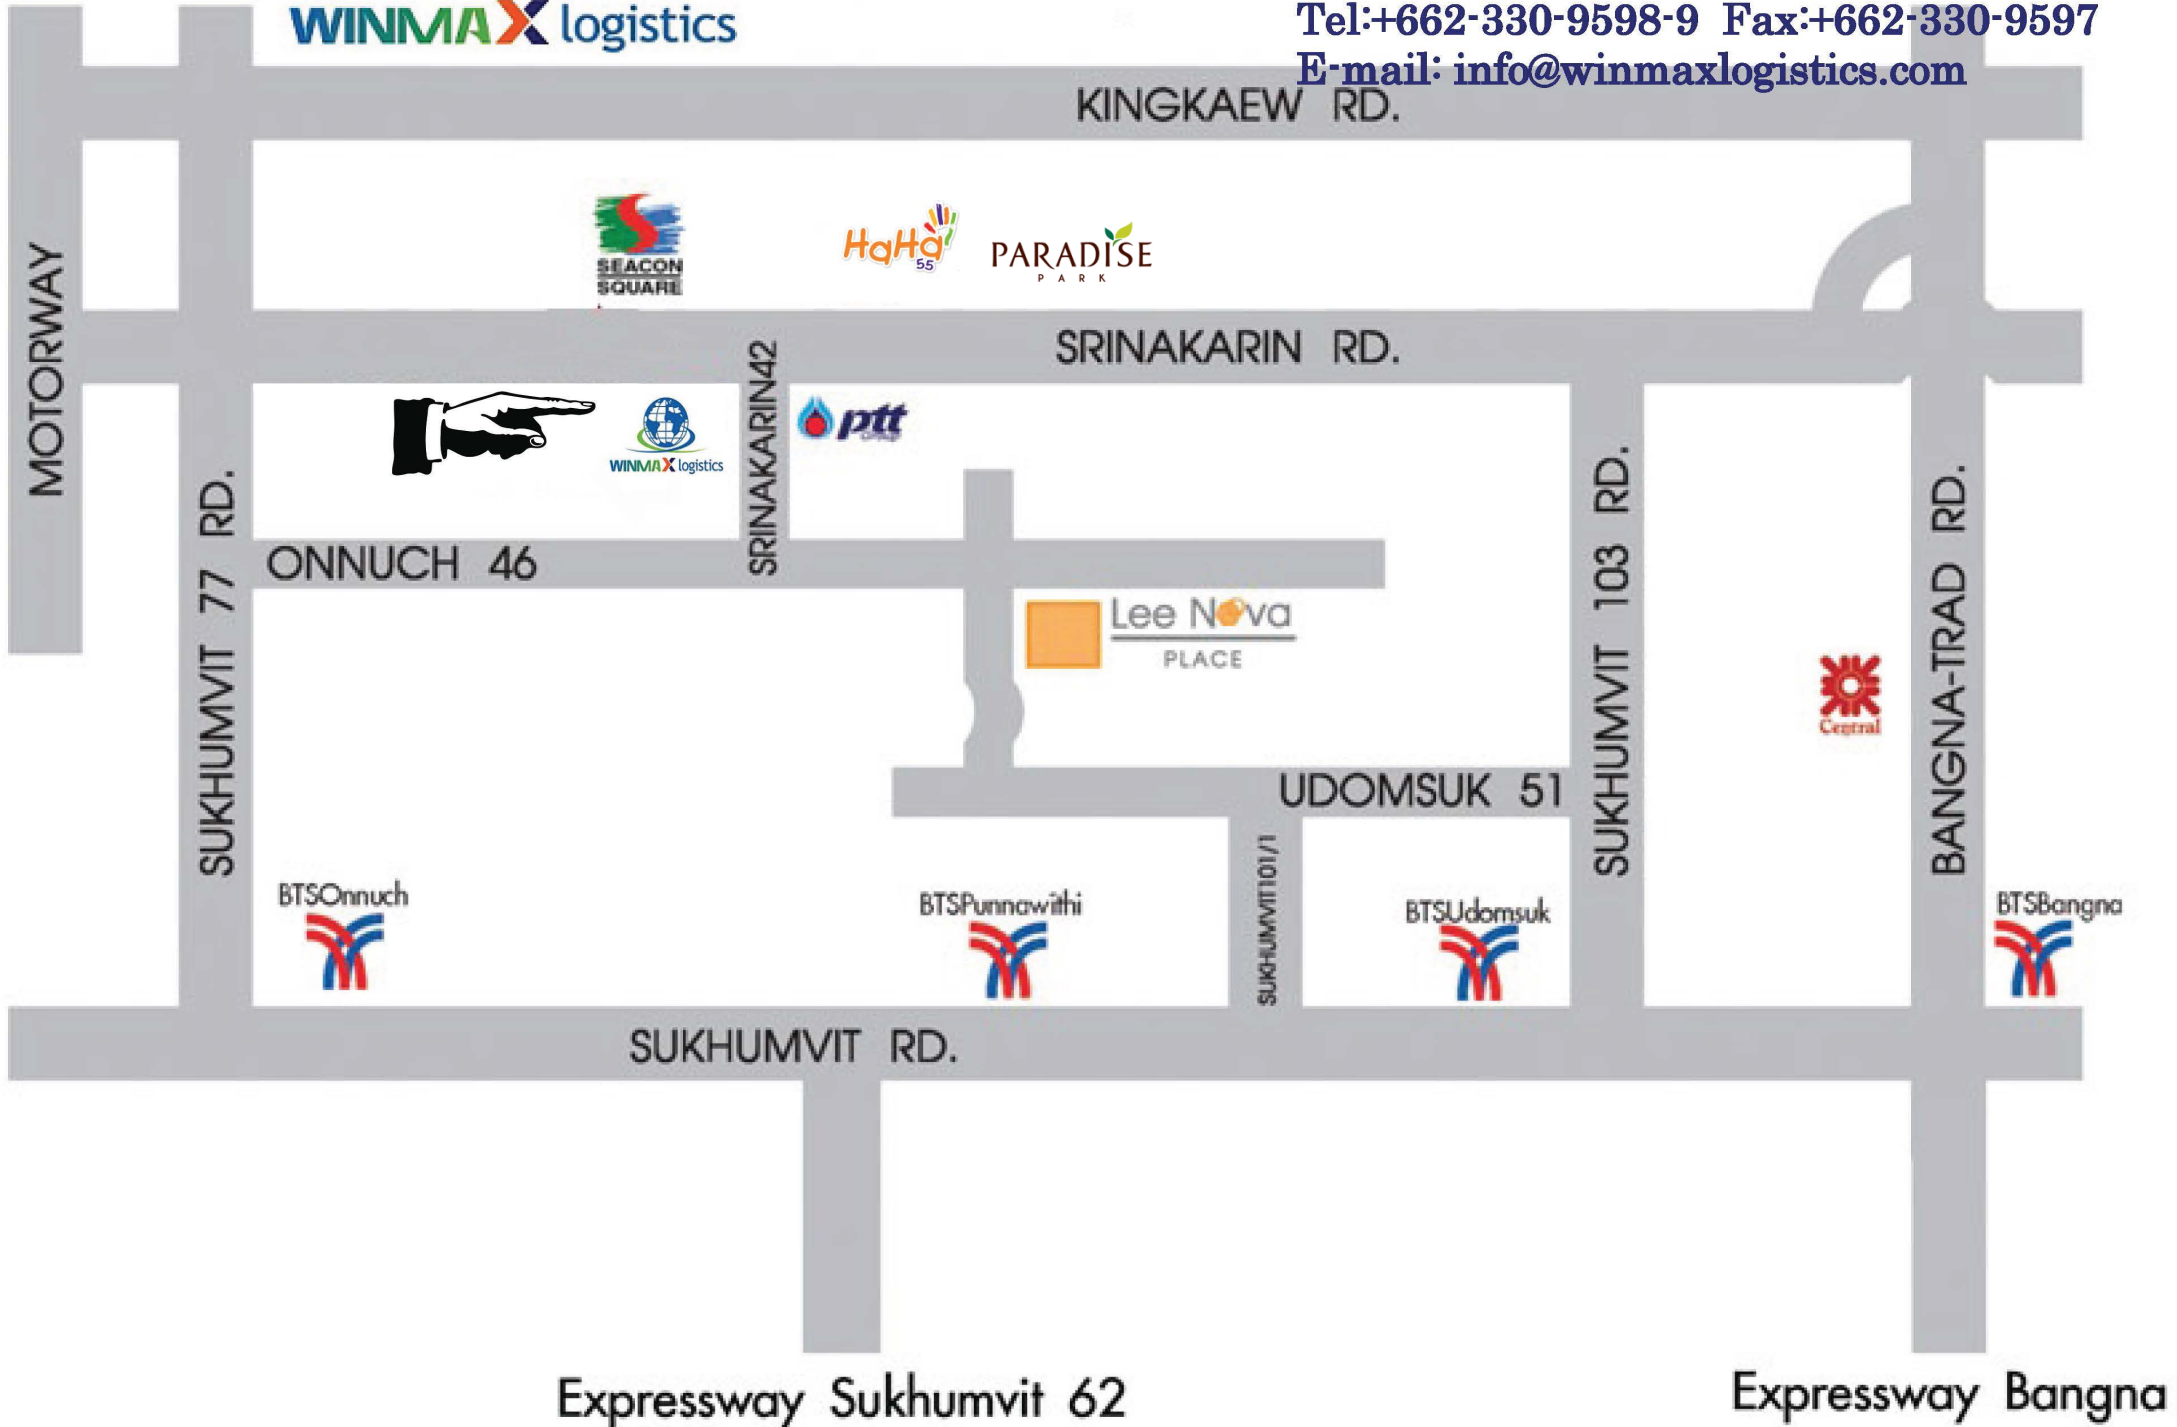 WINMAX logistics
Tel:+662-330-9598-9 Fax:+662-330-9597
E-mail: info@winmaxlogistics.com
KINGKAEW RD.
SEACON
SQUARE
HaHa
55
PARADISE
PARK
MOTORWAY
SRINAKARIN RD.
SRINAKARIN42
WINMAX logistics
ptt
SUKHUMVIT 77 RD.
ONNUCH 46
Lee Nova
PLACE
SUKHUMVIT 103 RD.
BANGNA-TRAD RD.
Central
UDOMSUK 51
SUKHUMVIT101/1
BTSOnnuch
BTSPunnawithi
BTSUdomsuk
BTSBangna
SUKHUMVIT RD.
Expressway Sukhumvit 62
Expressway Bangna